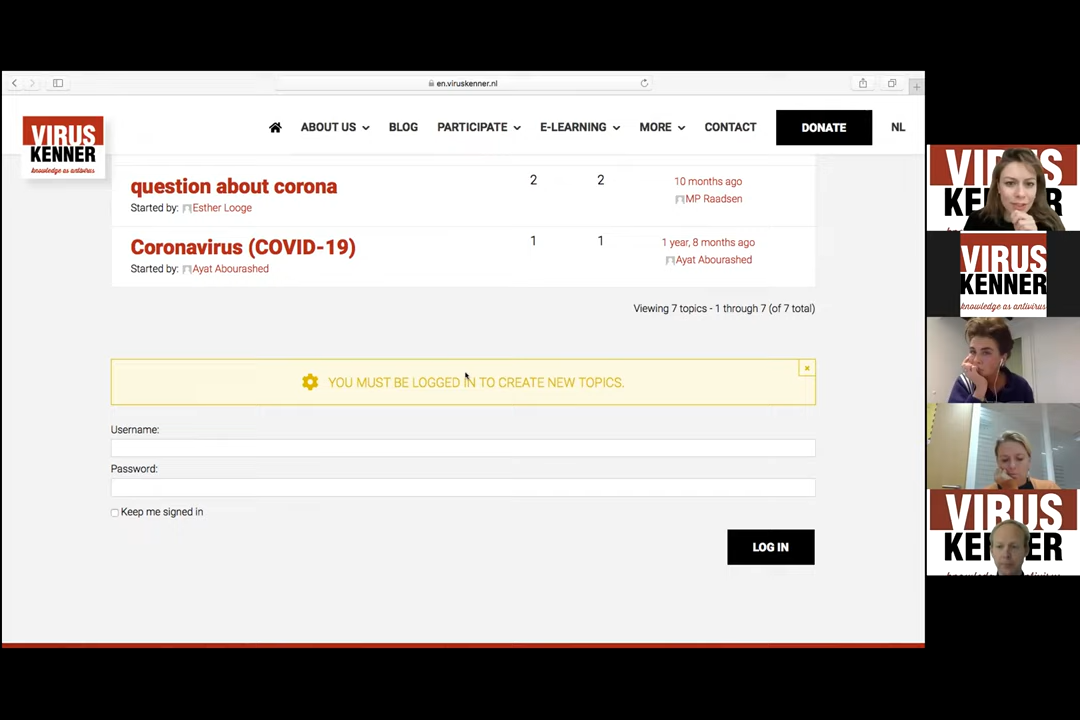 en.viruskenner.nl
VIRUS
KENNER
knowledge as antivirus
ABOUT US
BLOG
PARTICIPATE
E-LEARNING
MORE
CONTACT
DONATE
NL
question about corona
2
2
10 months ago
Started by: Esther Looge
MP Raadsen
Coronavirus (COVID-19)
1
1
1 year, 8 months ago
Started by: Ayat Abourashed
Ayat Abourashed
Viewing 7 topics - 1 through 7 (of 7 total)
YOU MUST BE LOGGED IN TO CREATE NEW TOPICS.
Username:
Password:
Keep me signed in
LOG IN
VIRUS
KENNER
knowledge as antivirus